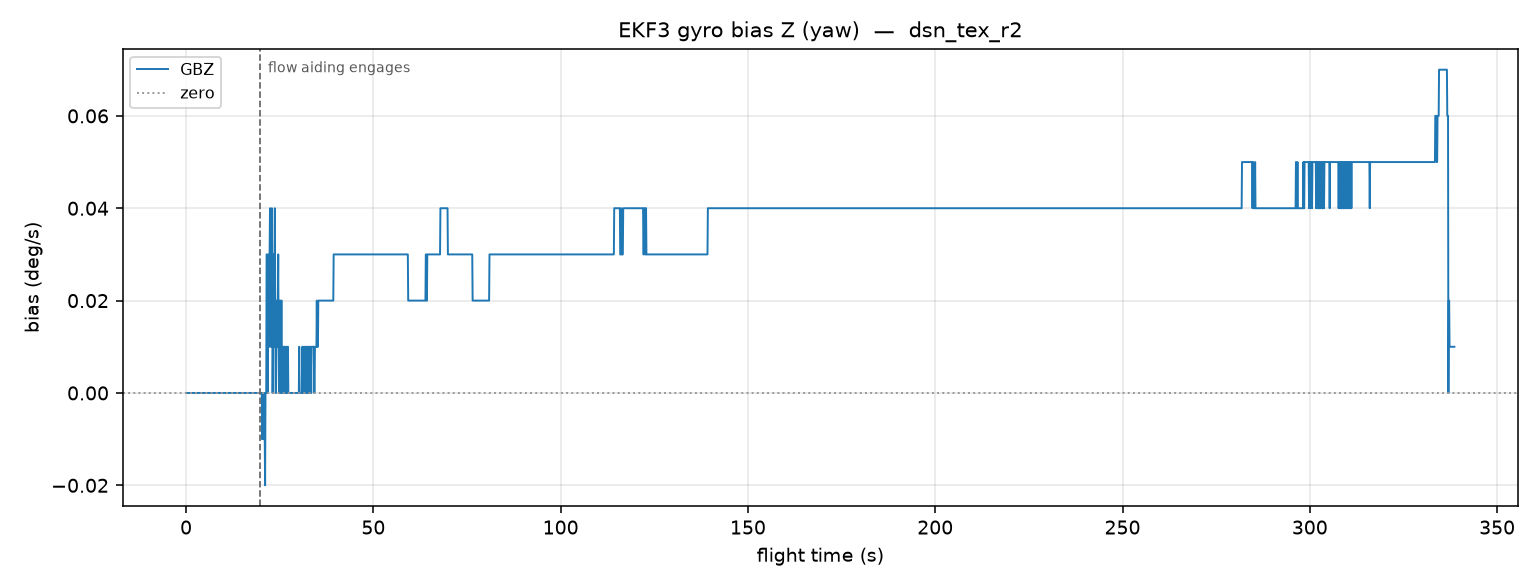 EKF3 gyro bias Z (yaw) — dsn_tex_r2
GBZ
zero
flow aiding engages
bias (deg/s)
0.06
0.04
0.02
0.00
−0.02
0
50
100
150
200
250
300
350
flight time (s)